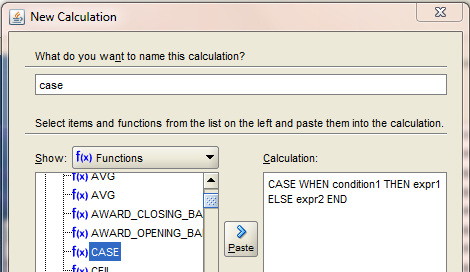 New Calculation
What do you want to name this calculation?
case
Select items and functions from the list on the left and paste them into the calculation.
Show:
f(x) Functions
Calculation:
f(x) AVG
f(x) AVG
f(x) AWARD_CLOSING_BA
f(x) AWARD_OPENING_BA
f(x) CASE
f(x) CEIL
Paste
CASE WHEN condition1 THEN expr1
ELSE expr2 END